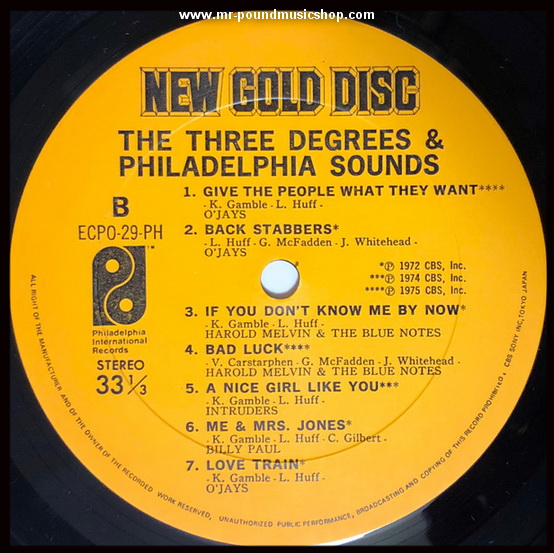 www.mr-poundmusicshop.com
NEW GOLD DISC
THE THREE DEGREES &
PHILADELPHIA SOUNDS
B
ECPO-29-PH
Philadelphia
International
Records
STEREO
33 1/3
1. GIVE THE PEOPLE WHAT THEY WANT****
- K. Gamble - L. Huff -
O'JAYS
2. BACK STABBERS*
- L. Huff - G. McFadden - J. Whitehead -
O'JAYS
*Ⓟ 1972 CBS, Inc.
***Ⓟ 1974 CBS, Inc.
****Ⓟ 1975 CBS, Inc.
3. IF YOU DON'T KNOW ME BY NOW*
- K. Gamble - L. Huff -
HAROLD MELVIN & THE BLUE NOTES
4. BAD LUCK****
- V. Carstarphen - G. McFadden - J. Whitehead -
HAROLD MELVIN & THE BLUE NOTES
5. A NICE GIRL LIKE YOU***
- K. Gamble - L. Huff -
INTRUDERS
6. ME & MRS. JONES*
- K. Gamble - L. Huff - C. Gilbert -
BILLY PAUL
7. LOVE TRAIN*
- K. Gamble - L. Huff -
O'JAYS
ALL RIGHT OF THE MANUFACTURER AND OF THE OWNER OF THE RECORDED WORK RESERVED, UNAUTHORIZED PUBLIC PERFORMANCE, BROADCASTING AND COPYING OF THIS RECORD PROHIBITED, CBS SONY INC, TOKYO JAPAN